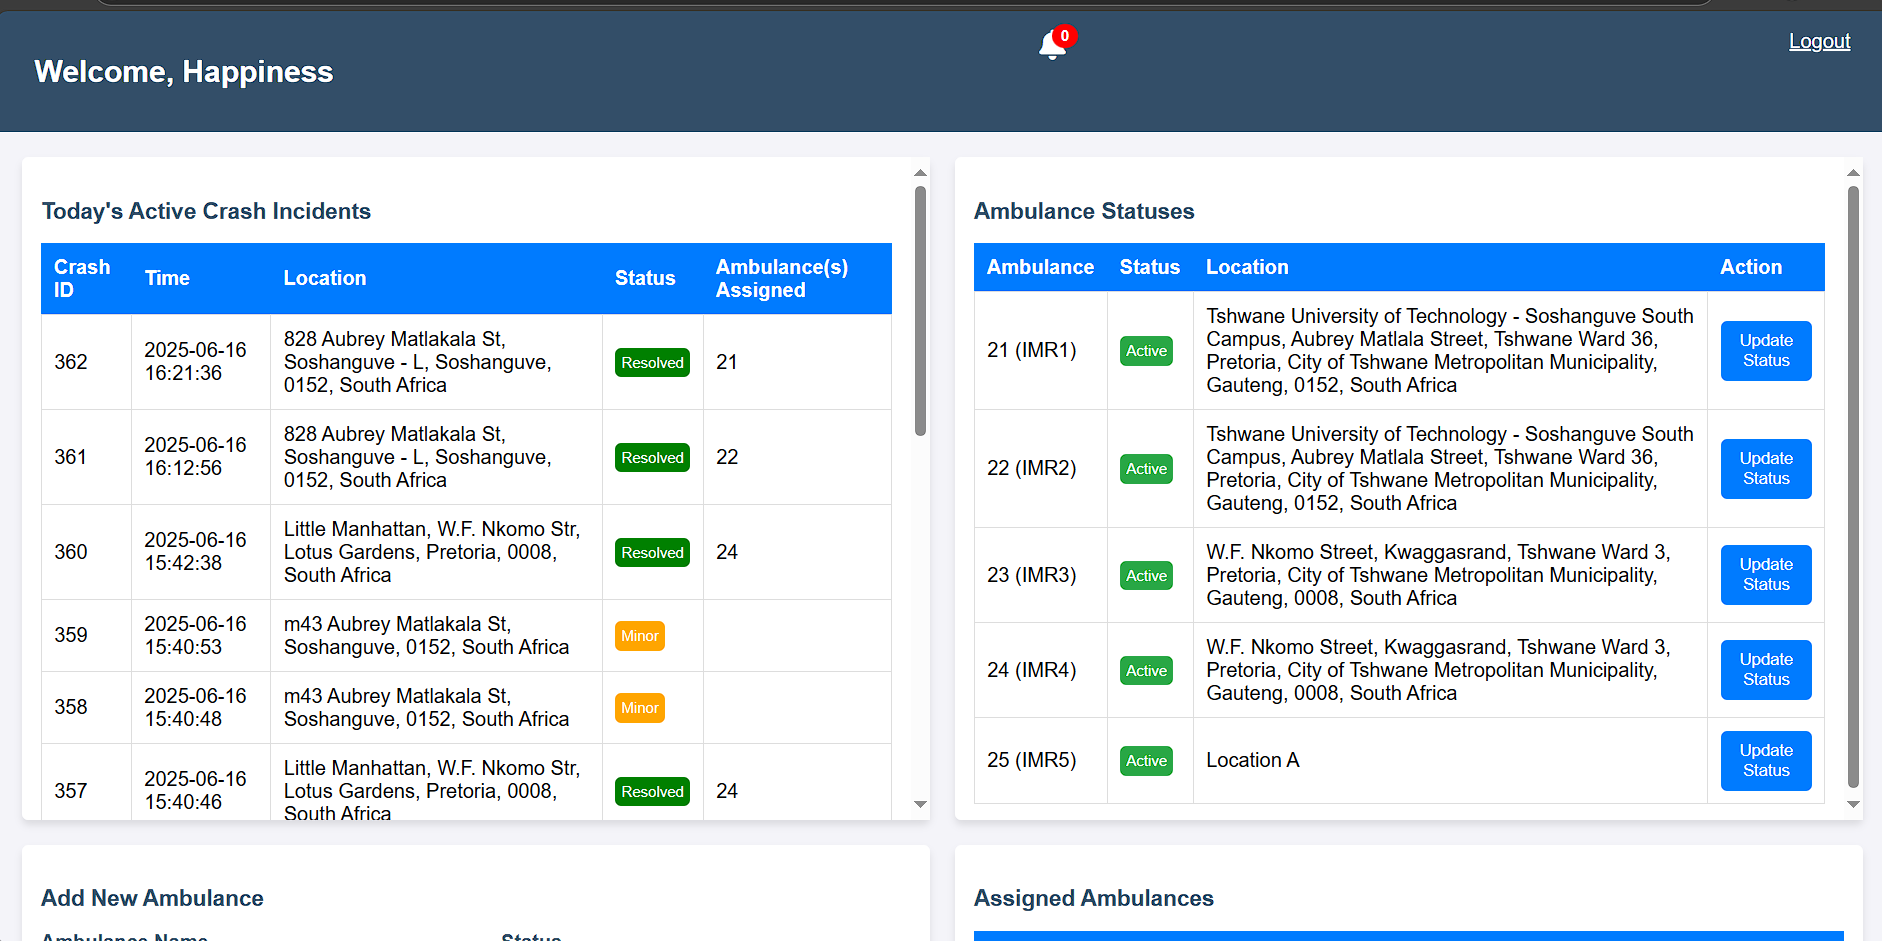 Welcome, Happiness
0
Logout
Today's Active Crash Incidents
Crash ID Time Location Status Ambulance(s) Assigned
362 2025-06-16 16:21:36 828 Aubrey Matlakala St, Soshanguve - L, Soshanguve, 0152, South Africa Resolved 21
361 2025-06-16 16:12:56 828 Aubrey Matlakala St, Soshanguve - L, Soshanguve, 0152, South Africa Resolved 22
360 2025-06-16 15:42:38 Little Manhattan, W.F. Nkomo Str, Lotus Gardens, Pretoria, 0008, South Africa Resolved 24
359 2025-06-16 15:40:53 m43 Aubrey Matlakala St, Soshanguve, 0152, South Africa Minor
358 2025-06-16 15:40:48 m43 Aubrey Matlakala St, Soshanguve, 0152, South Africa Minor
357 2025-06-16 15:40:46 Little Manhattan, W.F. Nkomo Str, Lotus Gardens, Pretoria, 0008, South Africa Resolved 24
Ambulance Statuses
Ambulance Status Location Action
21 (IMR1) Active Tshwane University of Technology - Soshanguve South Campus, Aubrey Matlala Street, Tshwane Ward 36, Pretoria, City of Tshwane Metropolitan Municipality, Gauteng, 0152, South Africa Update Status
22 (IMR2) Active Tshwane University of Technology - Soshanguve South Campus, Aubrey Matlala Street, Tshwane Ward 36, Pretoria, City of Tshwane Metropolitan Municipality, Gauteng, 0152, South Africa Update Status
23 (IMR3) Active W.F. Nkomo Street, Kwaggasrand, Tshwane Ward 3, Pretoria, City of Tshwane Metropolitan Municipality, Gauteng, 0008, South Africa Update Status
24 (IMR4) Active W.F. Nkomo Street, Kwaggasrand, Tshwane Ward 3, Pretoria, City of Tshwane Metropolitan Municipality, Gauteng, 0008, South Africa Update Status
25 (IMR5) Active Location A Update Status
Add New Ambulance
Ambulance Name Status
Assigned Ambulances